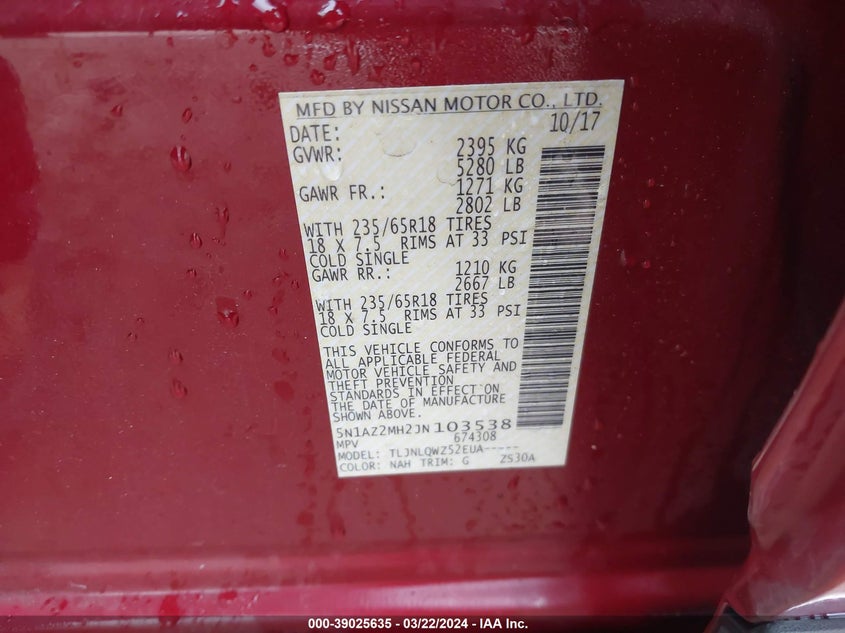 MFD BY NISSAN MOTOR CO., LTD.
DATE: 10/17
GVWR: 2395 KG
5280 LB
GAWR FR.: 1271 KG
2802 LB
WITH 235/65R18 TIRES
18 X 7.5 RIMS AT 33 PSI
COLD SINGLE
GAWR RR.: 1210 KG
2667 LB
WITH 235/65R18 TIRES
18 X 7.5 RIMS AT 33 PSI
COLD SINGLE
THIS VEHICLE CONFORMS TO
ALL APPLICABLE FEDERAL
MOTOR VEHICLE SAFETY AND
THEFT PREVENTION
STANDARDS IN EFFECT ON
THE DATE OF MANUFACTURE
SHOWN ABOVE.
5N1AZ2MH2JN103538
MPV 674308
MODEL: TLJNLQWZ52EUA-----
COLOR: NAH TRIM: G ZS30A
000-39025635 - 03/22/2024 - IAA Inc.